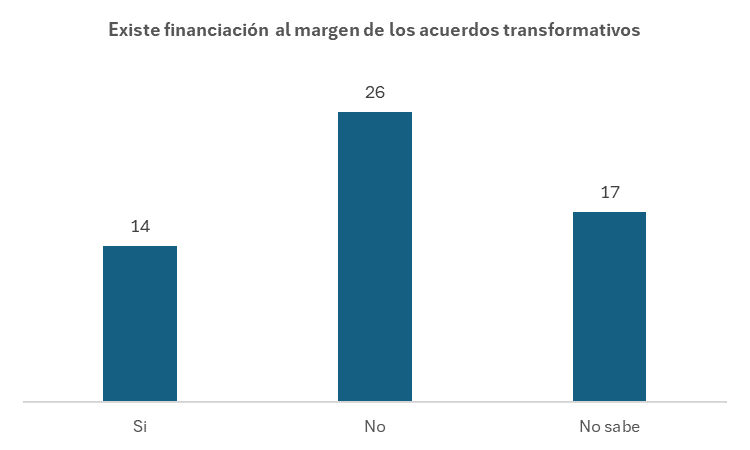 Existe financiación al margen de los acuerdos transformativos
26
17
14
Si
No
No sabe